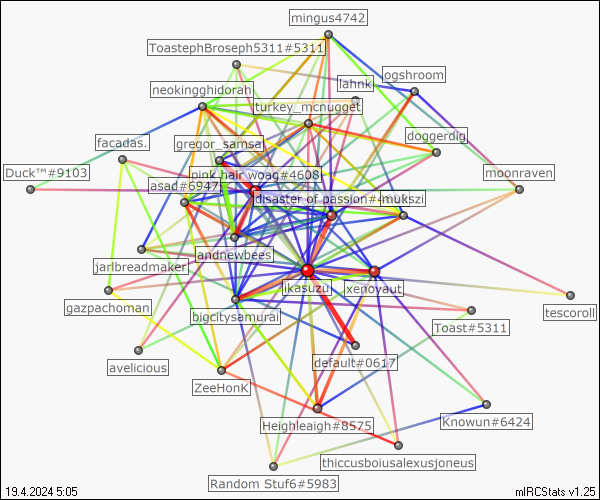 mingus4742
ToastephBroseph5311#5311
lahnk
ogshroom
neokingghidorah
turkey_mcnugget
doggerdig
facadas.
gregor_samsa
Duck™#9103
pink_hair_woag#4608
moonraven
asad#6947
disaster of passion#4
mukszi
andnewbees
jarlbreadmaker
likasuzu
xenoyaut
gazpachoman
tescoroll
bigcitysamurai
Toast#5311
avelicious
default#0617
ZeeHonK
Heighleaigh#8575
Knowun#6424
thiccusboiusalexusjoneus
Random Stuf6#5983
19.4.2024 5:05
mIRCStats v1.25